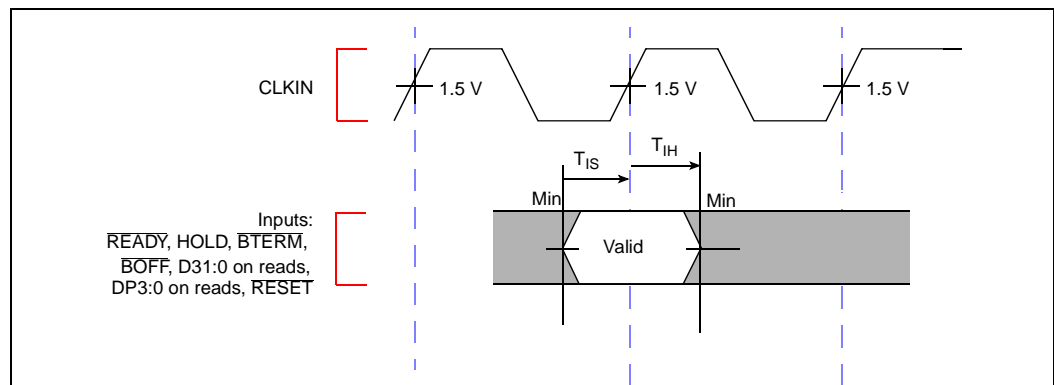 CLKIN
1.5 V
1.5 V
1.5 V
T_IS
T_IH
Min
Min
Inputs:
READY, HOLD, BTERM,
BOFF, D31:0 on reads,
DP3:0 on reads, RESET
Valid